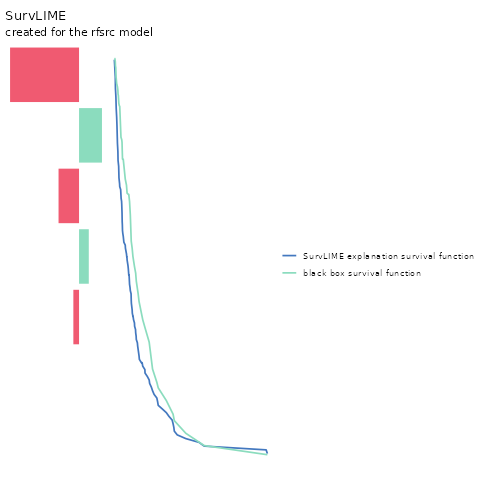 SurvLIME
created for the rfsrc model
SurvLIME explanation survival function
black box survival function